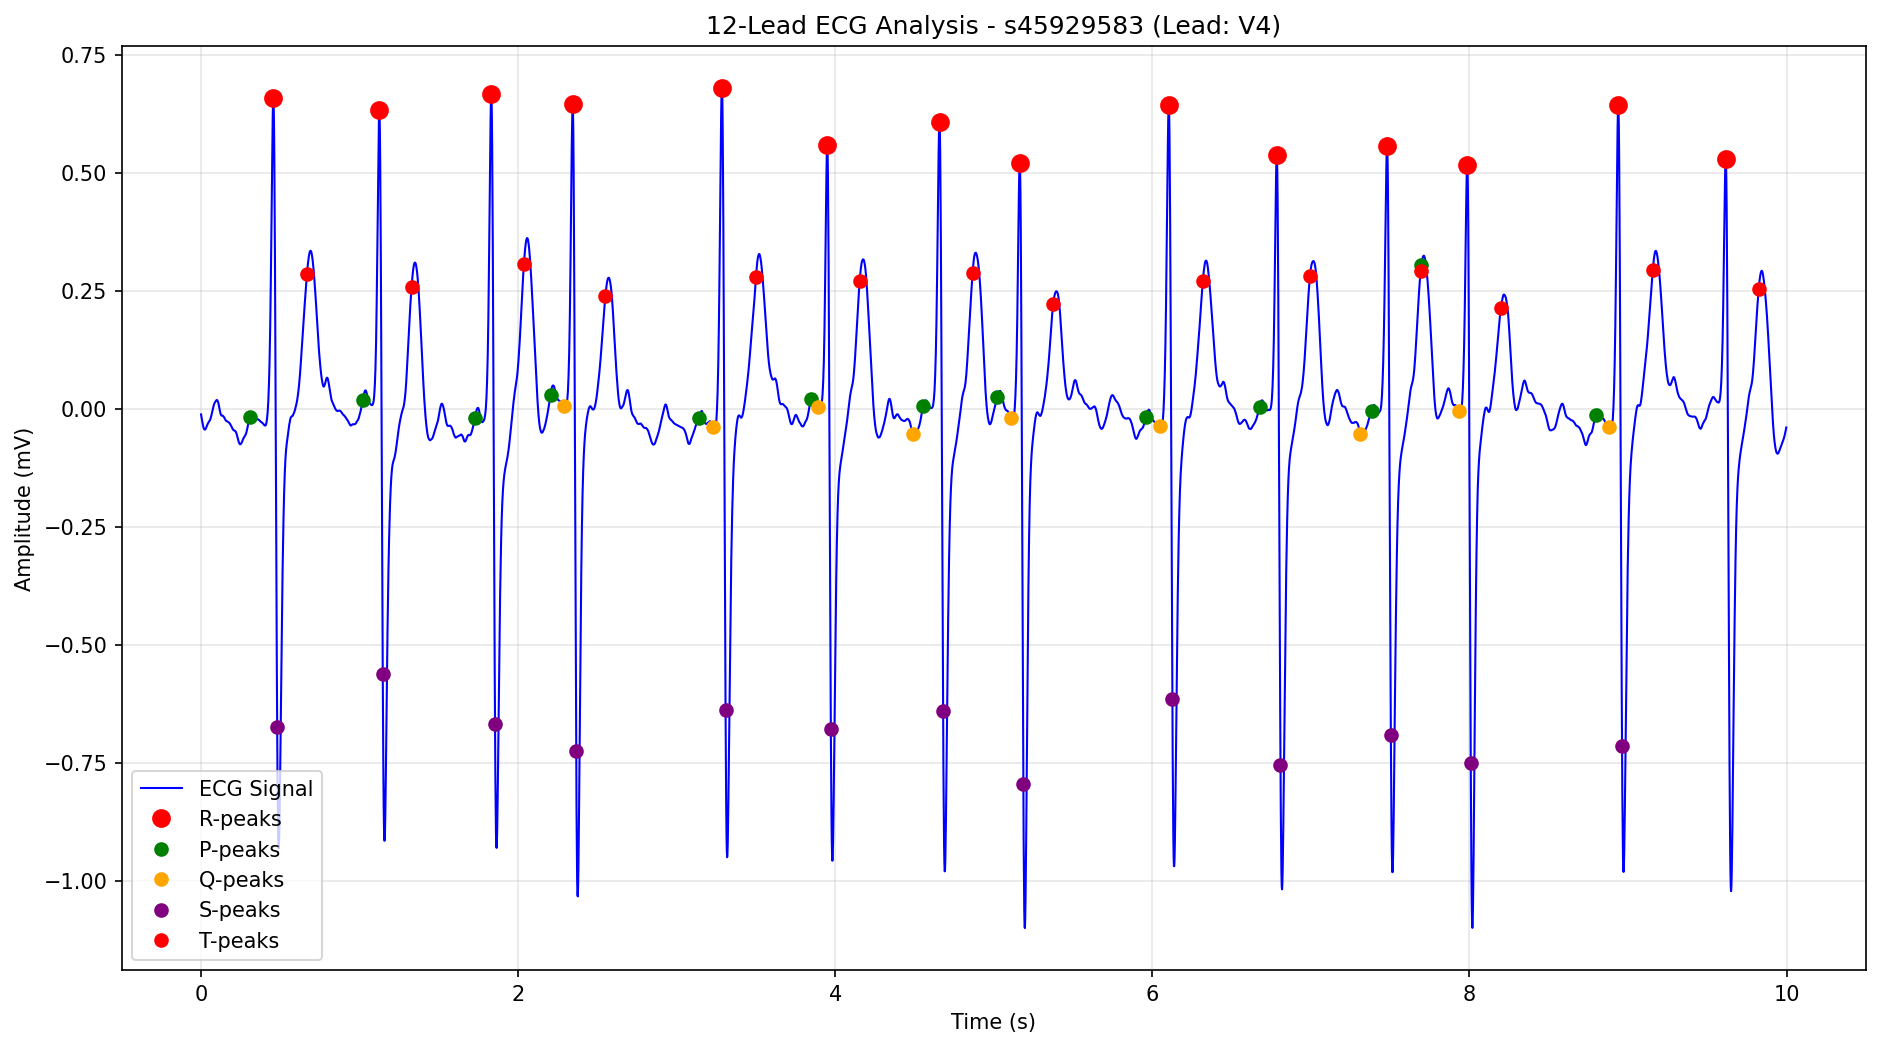 12-Lead ECG Analysis - s45929583 (Lead: V4)
0.75
0.50
0.25
0.00
−0.25
−0.50
−0.75
−1.00
Amplitude (mV)
ECG Signal
R-peaks
P-peaks
Q-peaks
S-peaks
T-peaks
0 2 4 6 8 10
Time (s)